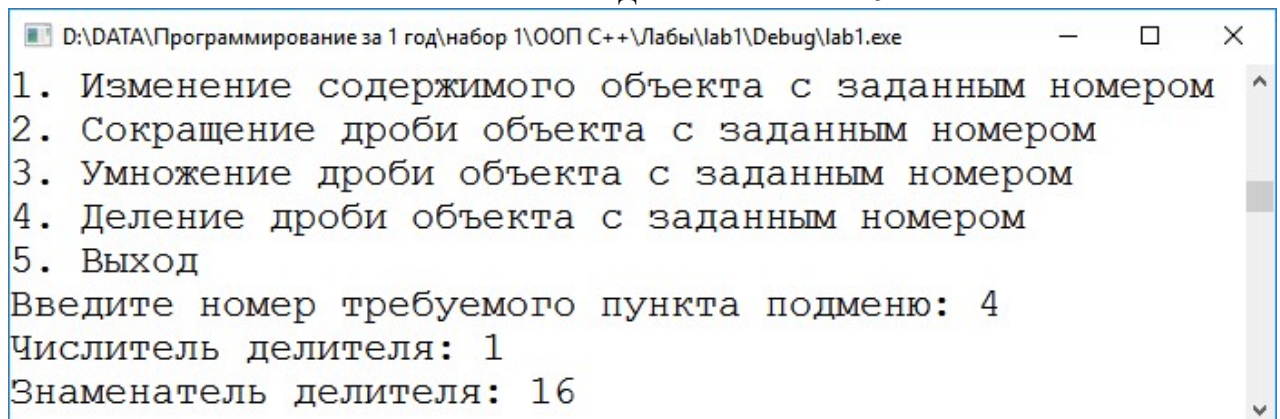 D:\DATA\Программирование за 1 год\набор 1\ООП C++\Лабы\lab1\Debug\lab1.exe
1. Изменение содержимого объекта с заданным номером
2. Сокращение дроби объекта с заданным номером
3. Умножение дроби объекта с заданным номером
4. Деление дроби объекта с заданным номером
5. Выход
Введите номер требуемого пункта подменю: 4
Числитель делителя: 1
Знаменатель делителя: 16